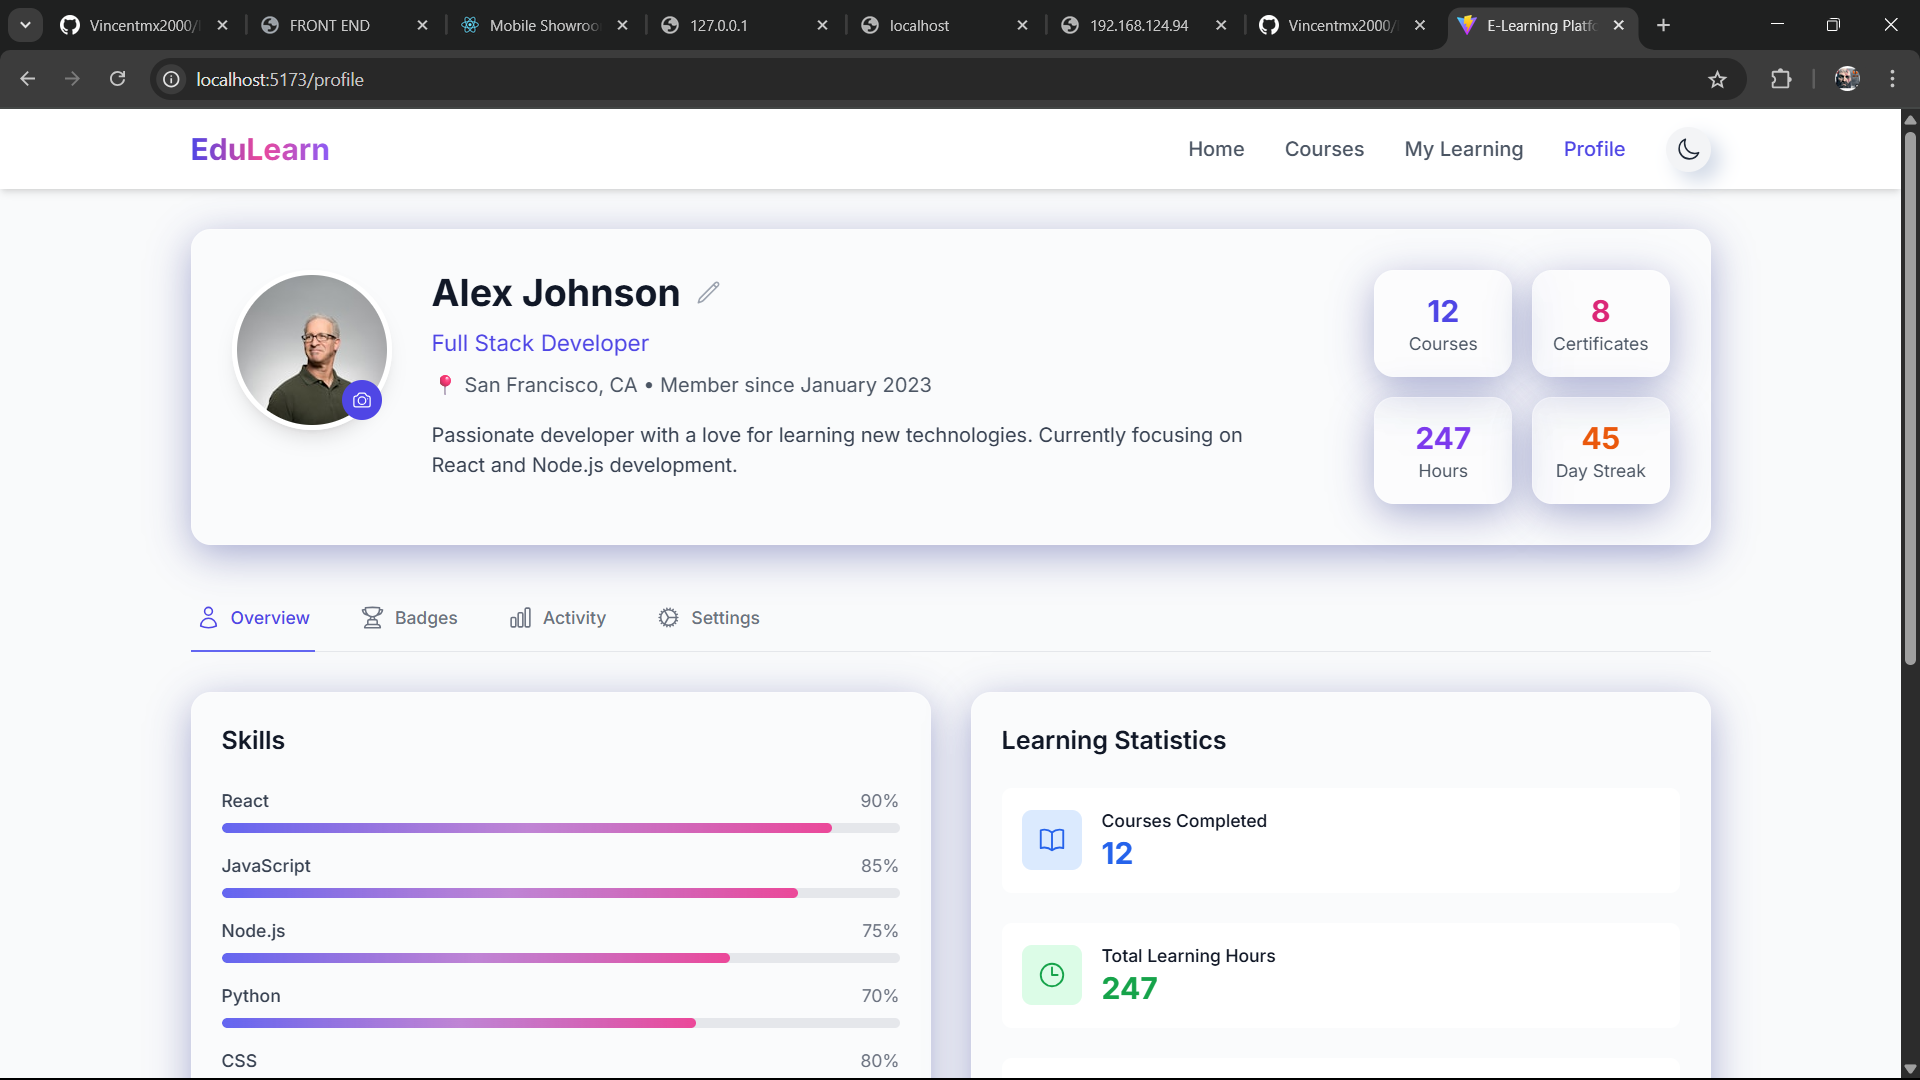 Vincentmx2000/
FRONT END
Mobile Showroo
127.0.0.1
localhost
192.168.124.94
Vincentmx2000/
E-Learning Platfo
localhost:5173/profile
EduLearn
Home
Courses
My Learning
Profile
Alex Johnson
Full Stack Developer
📍 San Francisco, CA • Member since January 2023
Passionate developer with a love for learning new technologies. Currently focusing on
React and Node.js development.
12
Courses
8
Certificates
247
Hours
45
Day Streak
Overview
Badges
Activity
Settings
Skills
React 90%
JavaScript 85%
Node.js 75%
Python 70%
CSS 80%
Learning Statistics
Courses Completed
12
Total Learning Hours
247